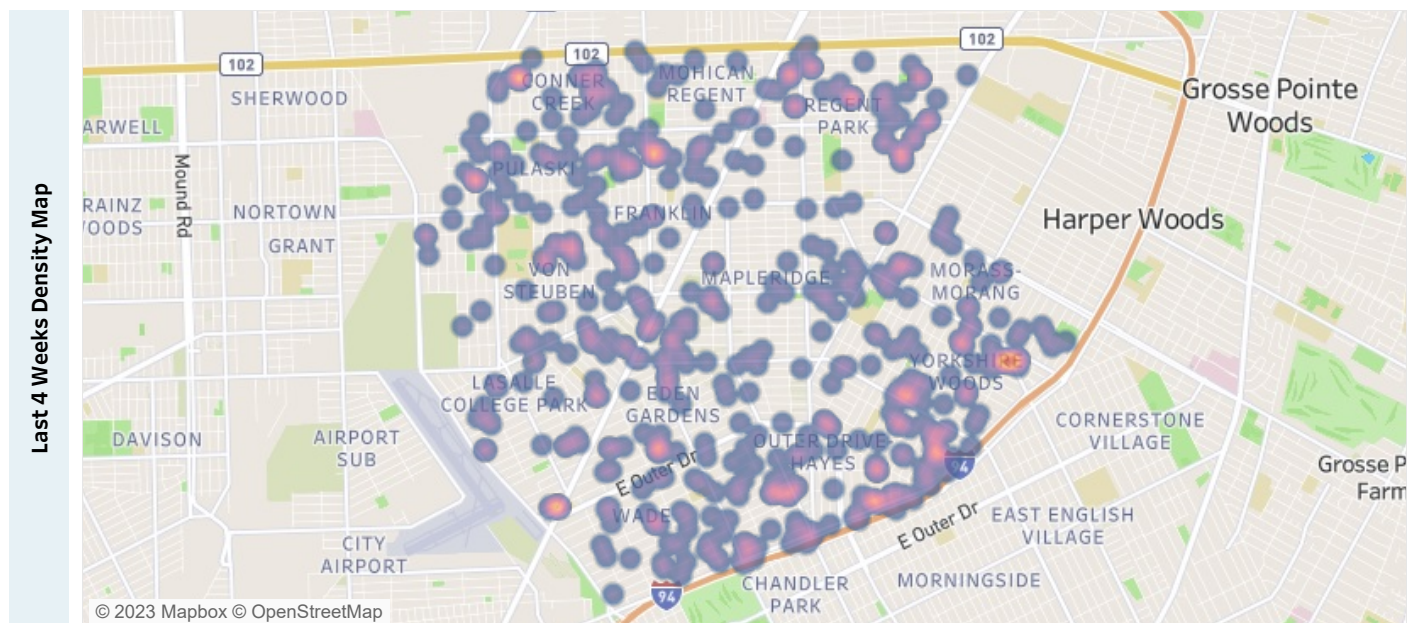 Last 4 Weeks Density Map
102
102
102
SHERWOOD
CONNER
CREEK
MOHICAN
REGENT
REGENT
PARK
Grosse Pointe
Woods
ARWELL
Mound Rd
PULASKI
RAINZ
WOODS
NORTOWN
FRANKLIN
Harper Woods
GRANT
VON
STEUBEN
MAPLERIDGE
MORASS-
MORANG
YORKSHIRE
WOODS
LASALLE
COLLEGE PARK
EDEN
GARDENS
DAVISON
AIRPORT
SUB
OUTER DRIVE-
HAYES
CORNERSTONE
VILLAGE
E Outer Dr
94
Grosse P
Farm
WADE
E Outer Dr
EAST ENGLISH
VILLAGE
CITY
AIRPORT
94
CHANDLER
PARK
MORNINGSIDE
© 2023 Mapbox © OpenStreetMap